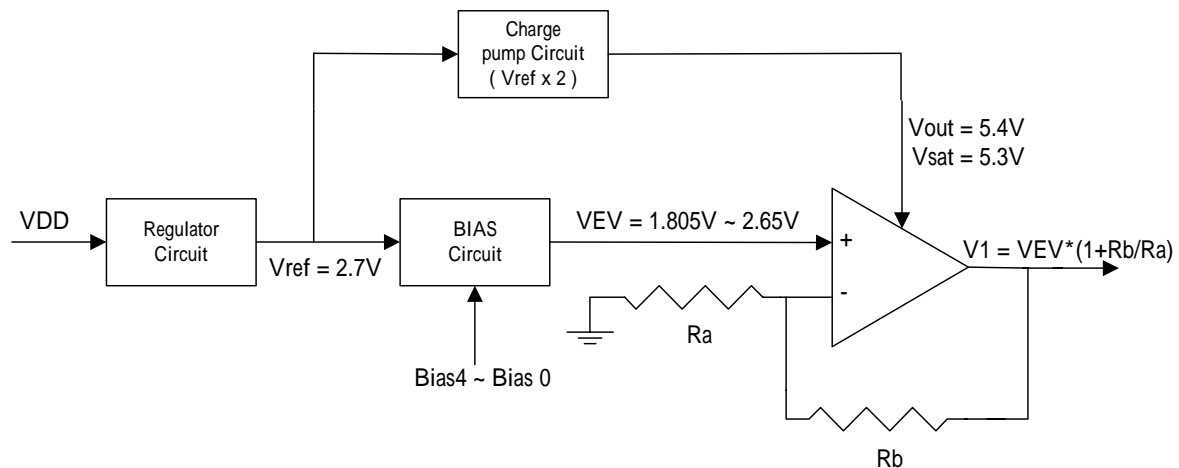 Charge
pump Circuit
( Vref x 2 )
Vout = 5.4V
Vsat = 5.3V
VDD
Regulator
Circuit
Vref = 2.7V
BIAS
Circuit
VEV = 1.805V ~ 2.65V
+
-
V1 = VEV*(1+Rb/Ra)
Ra
Bias4 ~ Bias 0
Rb